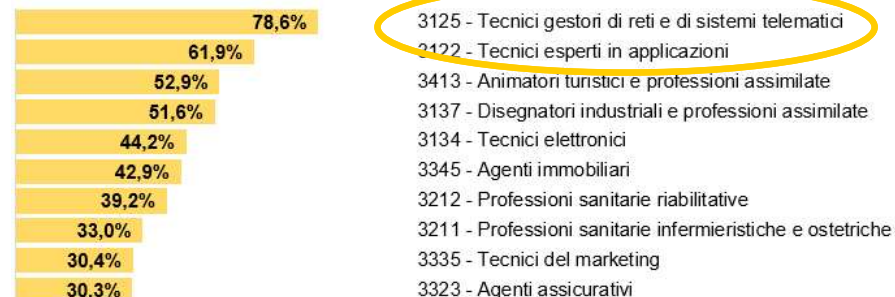 78,6% 3125 - Tecnici gestori di reti e di sistemi telematici
61,9% 3122 - Tecnici esperti in applicazioni
52,9% 3413 - Animatori turistici e professioni assimilate
51,6% 3137 - Disegnatori industriali e professioni assimilate
44,2% 3134 - Tecnici elettronici
42,9% 3345 - Agenti immobiliari
39,2% 3212 - Professioni sanitarie riabilitative
33,0% 3211 - Professioni sanitarie infermieristiche e ostetriche
30,4% 3335 - Tecnici del marketing
30,3% 3323 - Agenti assicurativi